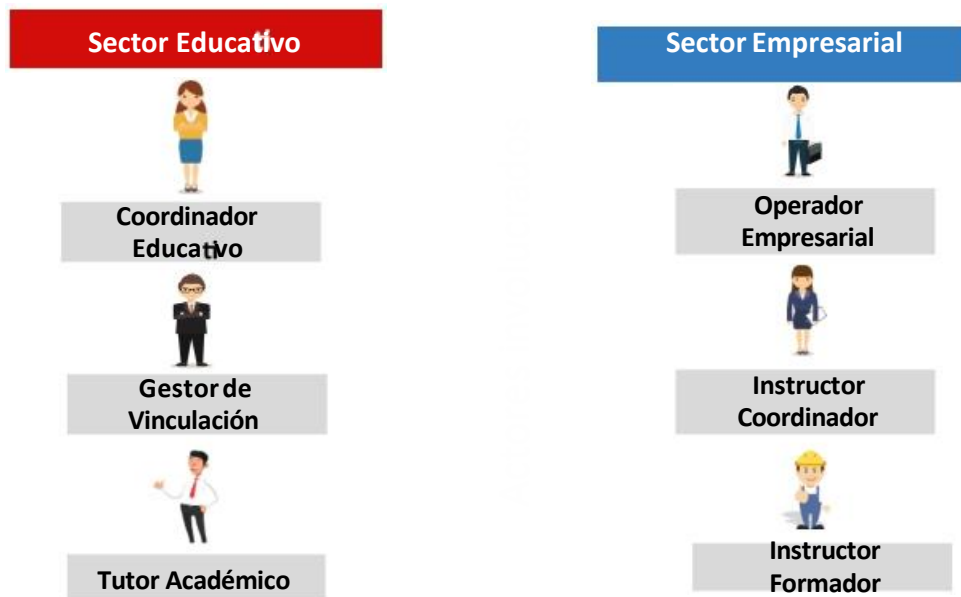 Sector Educativo
Coordinador
Educativo
Gestor de
Vinculación
Tutor Académico
Sector Empresarial
Operador
Empresarial
Instructor
Coordinador
Instructor
Formador